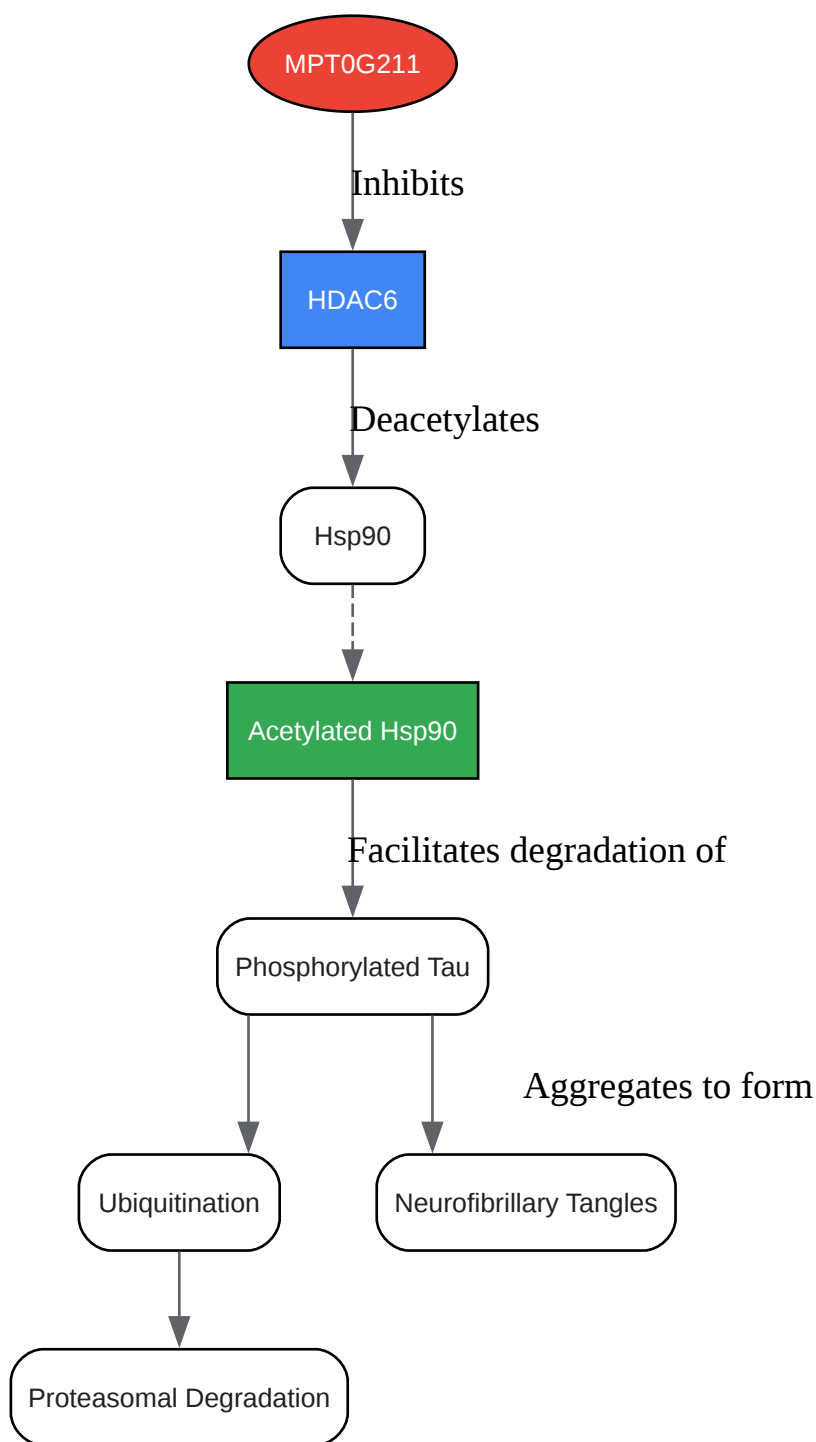 MPT0G211
Inhibits
HDAC6
Deacetylates
Hsp90
Acetylated Hsp90
Facilitates degradation of
Phosphorylated Tau
Aggregates to form
Ubiquitination
Neurofibrillary Tangles
Proteasomal Degradation